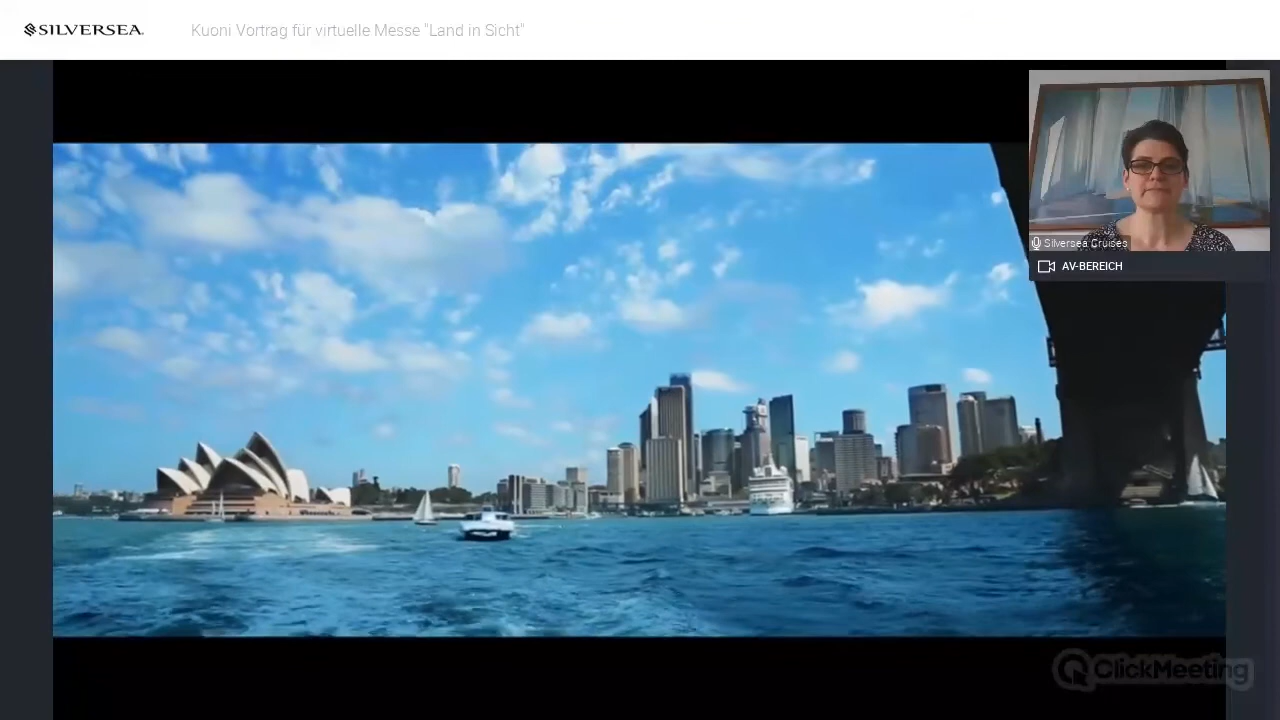 SILVERSEA
Kuoni Vortrag für virtuelle Messe "Land in Sicht"
Silversea Cruises
AV-BEREICH
ClickMeeting